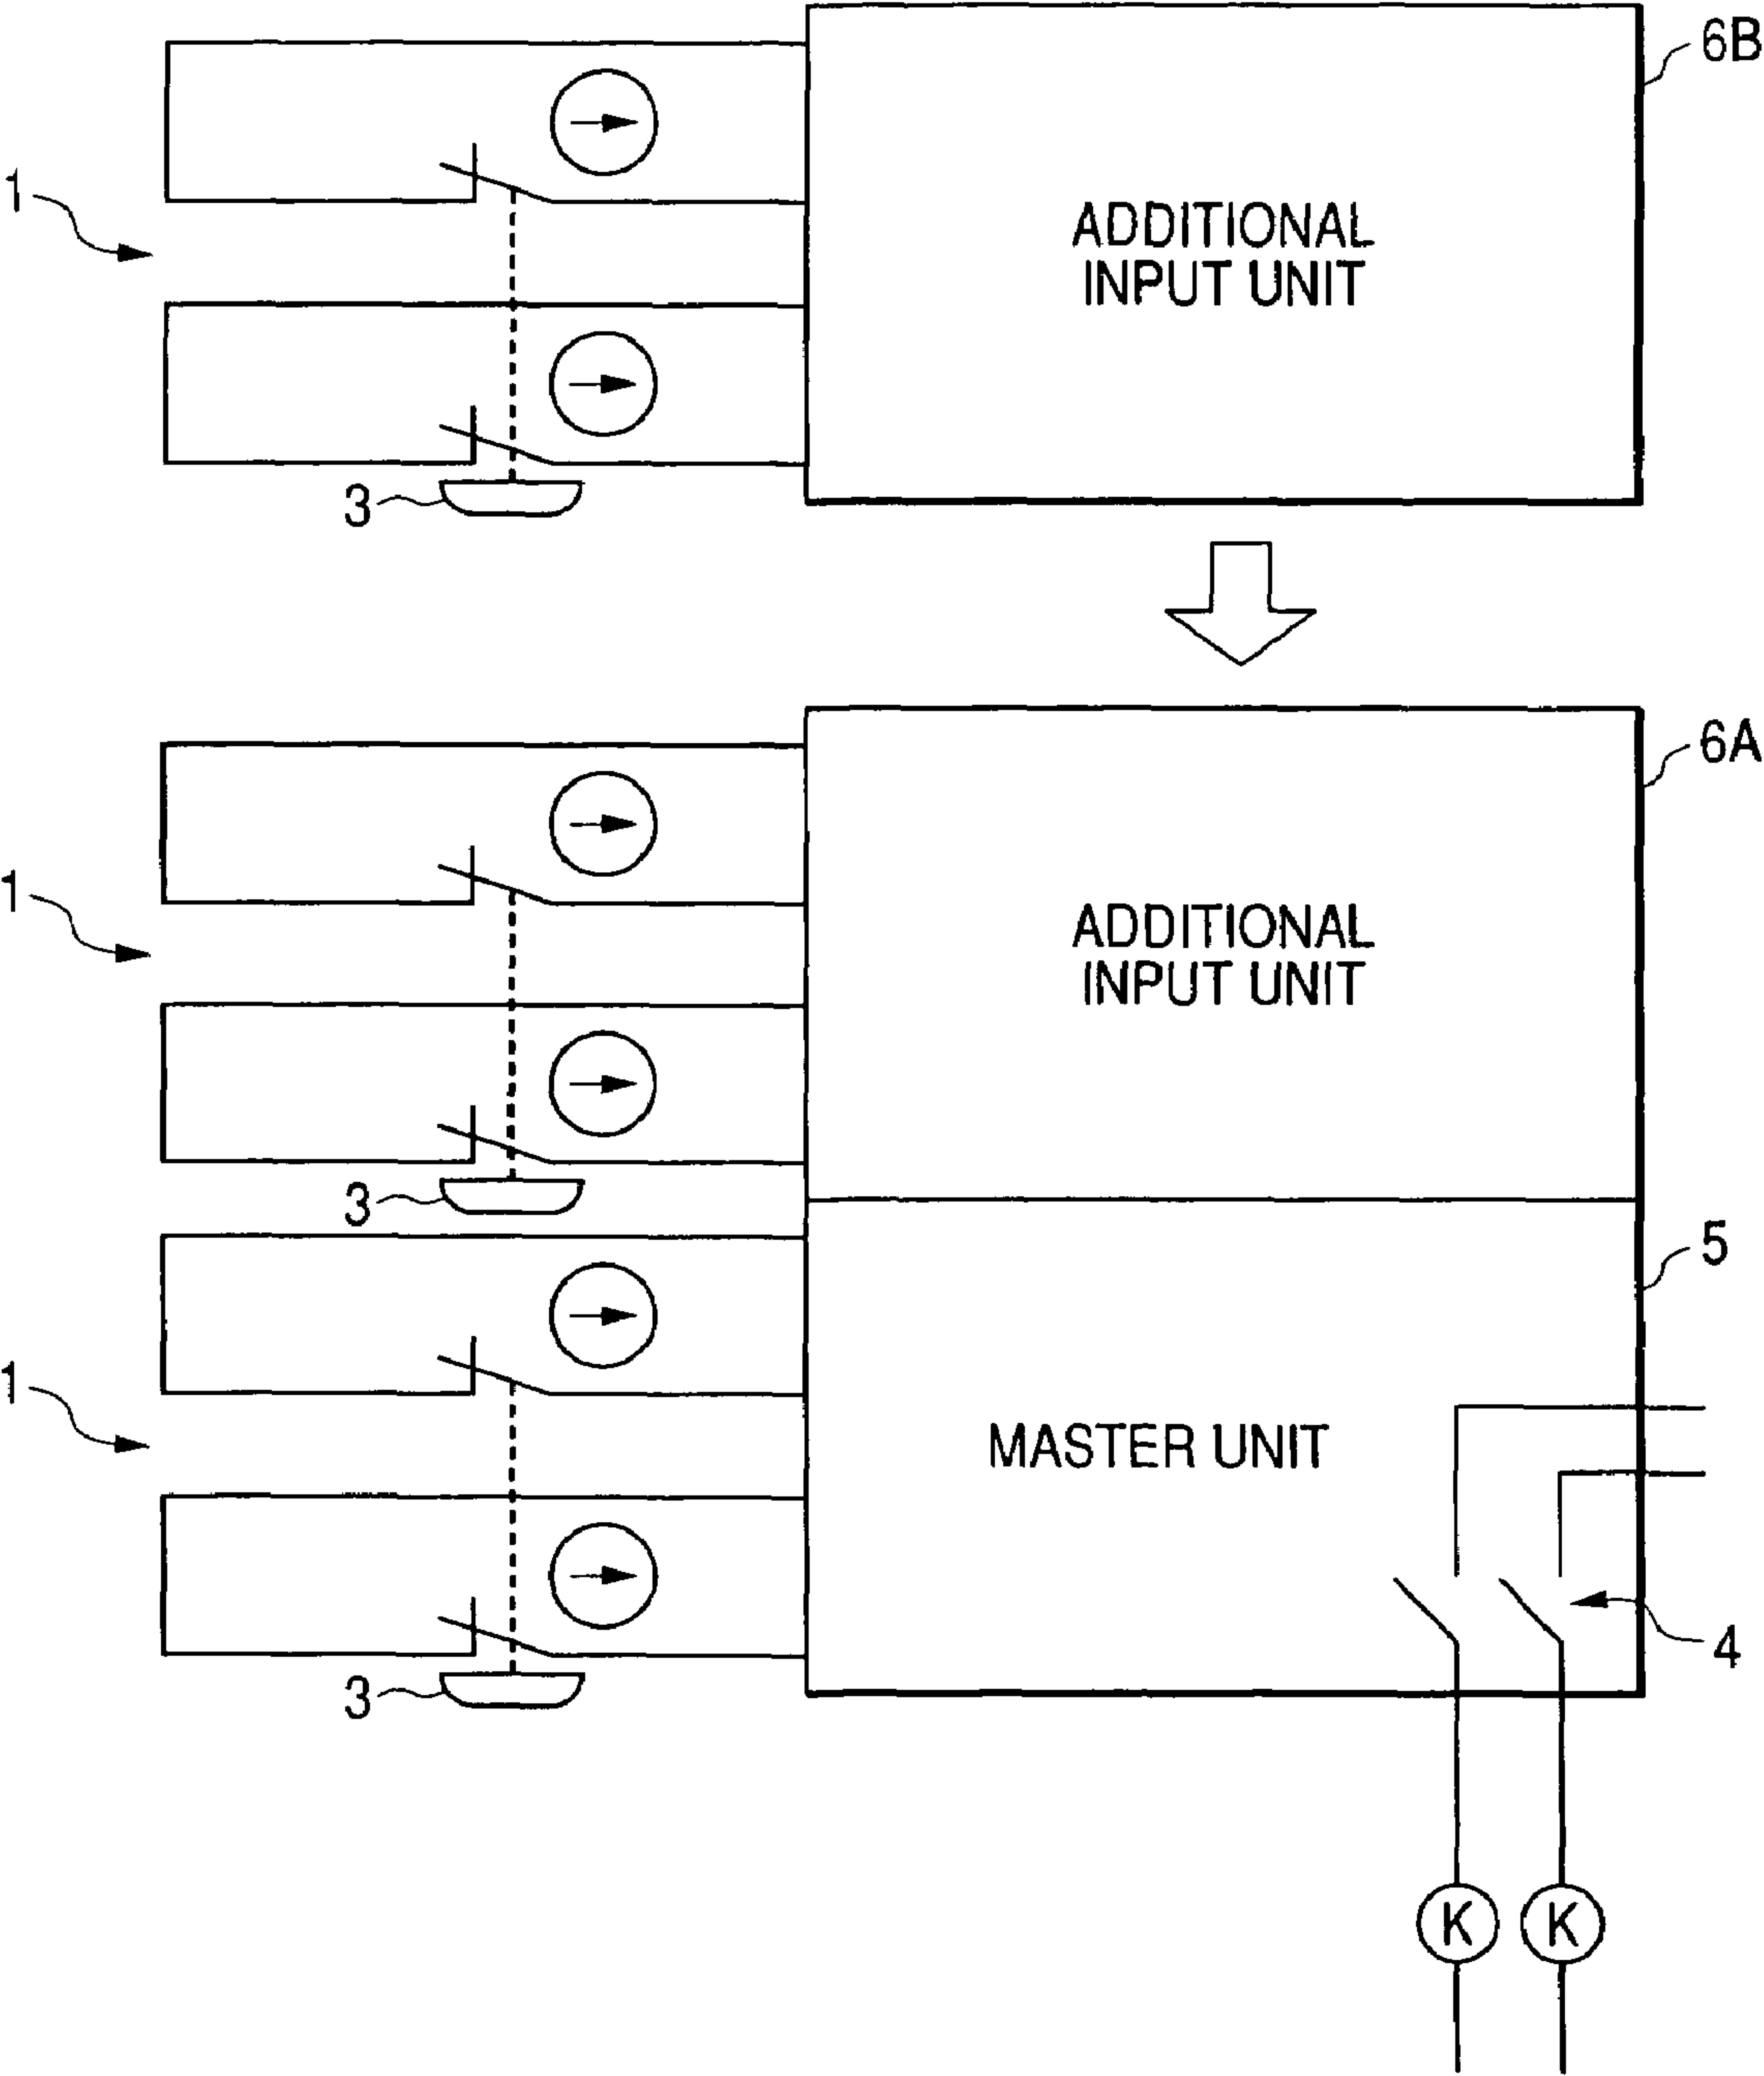 6B
1
ADDITIONAL
INPUT UNIT
3
6A
1
ADDITIONAL
INPUT UNIT
3
5
1
MASTER UNIT
4
3
K K